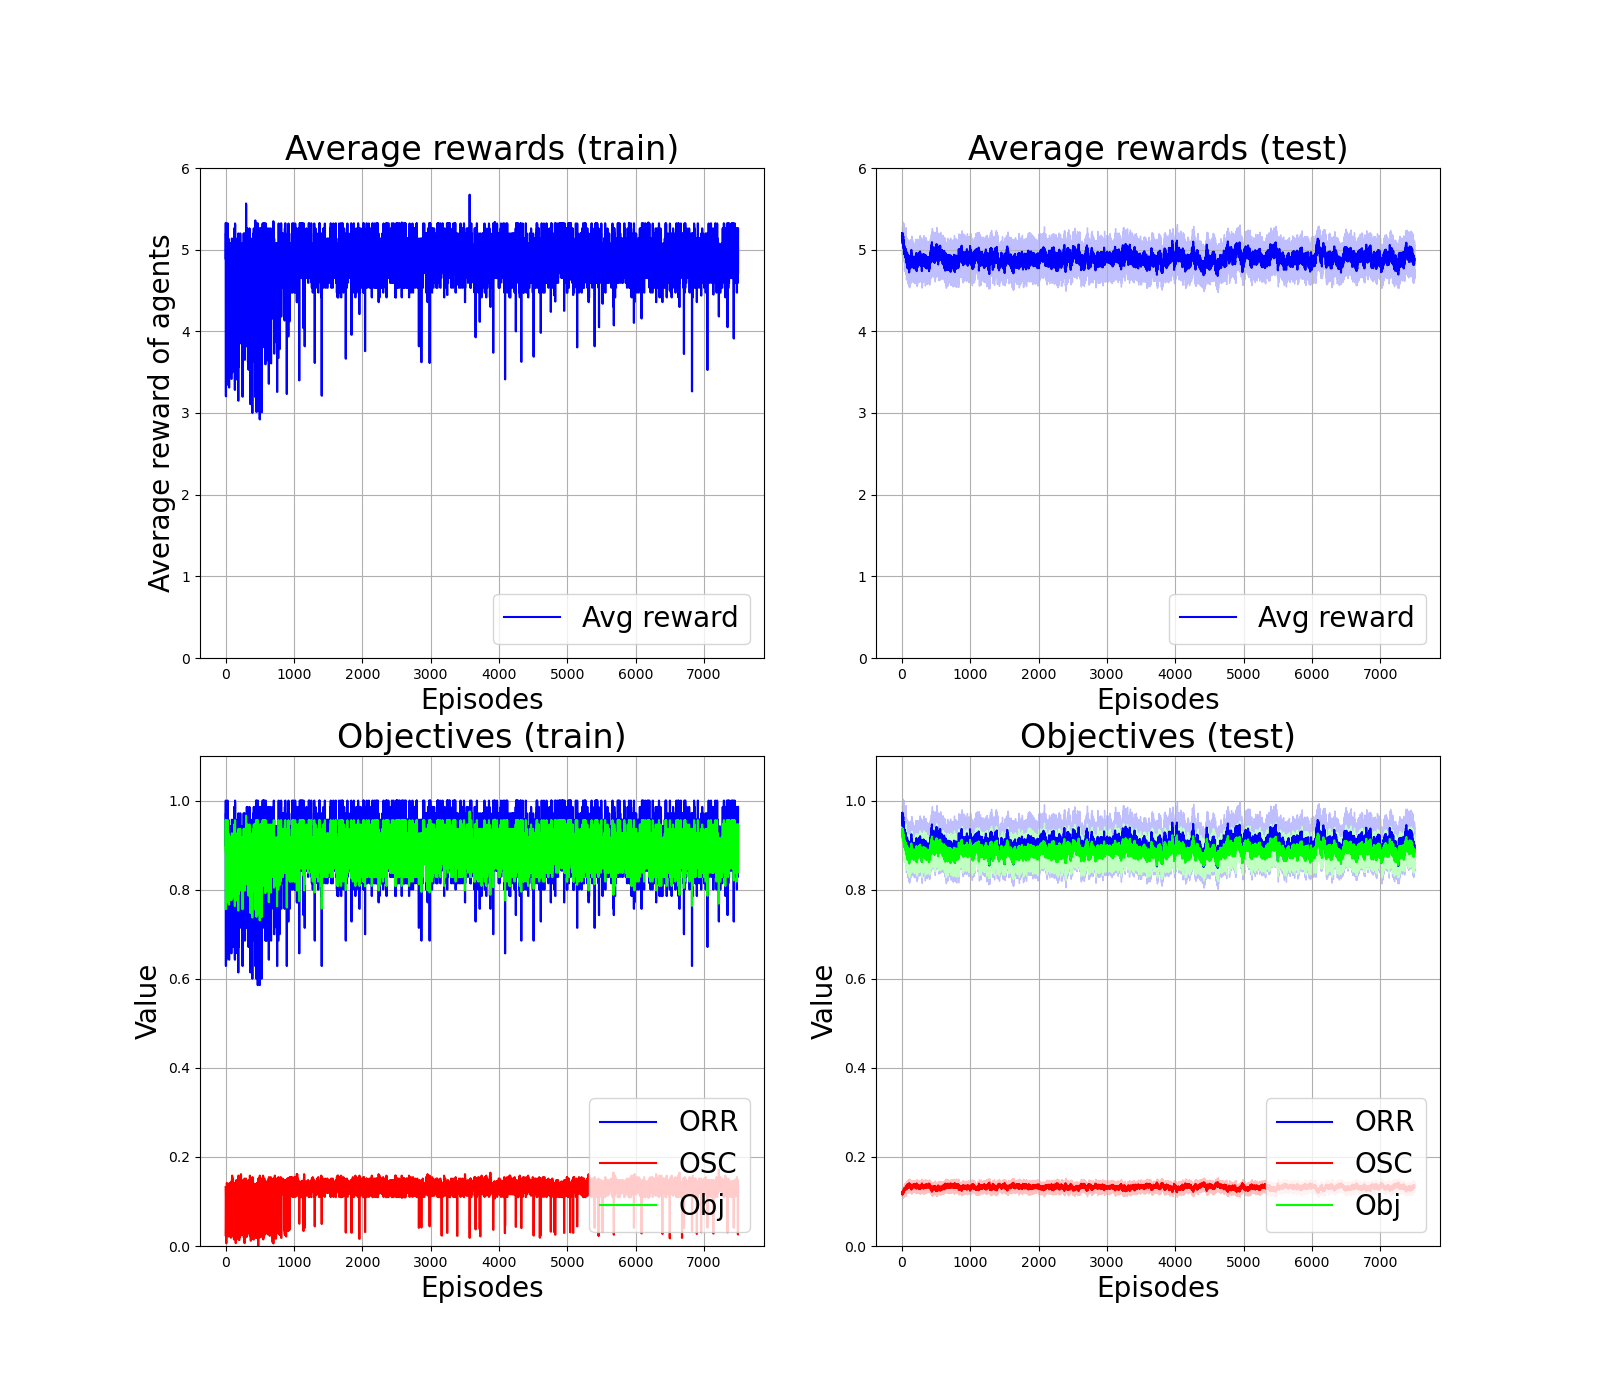 Average rewards (train)
Average reward of agents
6
5
4
3
2
1
0
0 1000 2000 3000 4000 5000 6000 7000
Episodes
Avg reward
Average rewards (test)
6
5
4
3
2
1
0
0 1000 2000 3000 4000 5000 6000 7000
Episodes
Avg reward
Objectives (train)
Value
1.0
0.8
0.6
0.4
0.2
0.0
0 1000 2000 3000 4000 5000 6000 7000
Episodes
ORR
OSC
Obj
Objectives (test)
Value
1.0
0.8
0.6
0.4
0.2
0.0
0 1000 2000 3000 4000 5000 6000 7000
Episodes
ORR
OSC
Obj